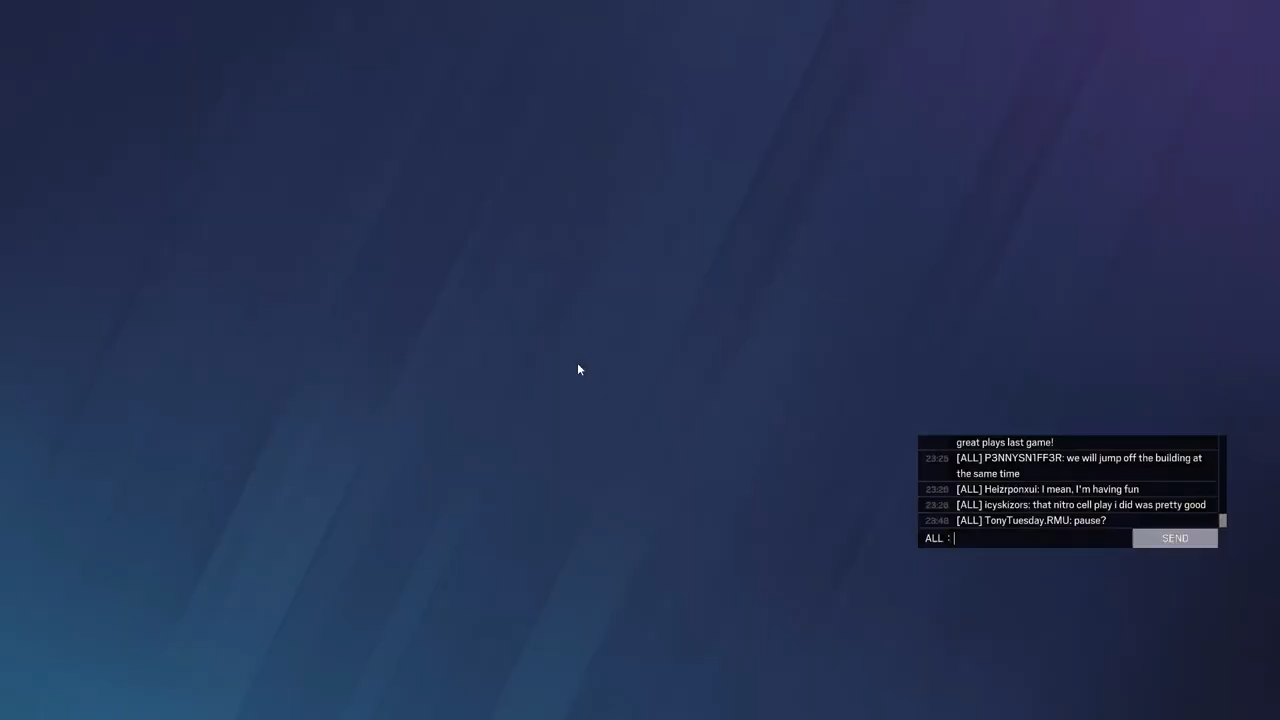 great plays last game!
23:25 [ALL] P3NNYSN1FF3R: we will jump off the building at
the same time
23:26 [ALL] Heizrponxui: I mean, I'm having fun
23:26 [ALL] icyskizors: that nitro cell play i did was pretty good
23:48 [ALL] TonyTuesday.RMU: pause?
ALL : SEND